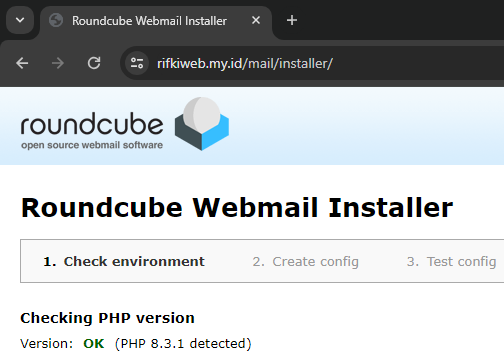 Roundcube Webmail Installer
rifkiweb.my.id/mail/installer/
roundcube
open source webmail software
Roundcube Webmail Installer
1. Check environment 2. Create config 3. Test config
Checking PHP version
Version: OK (PHP 8.3.1 detected)